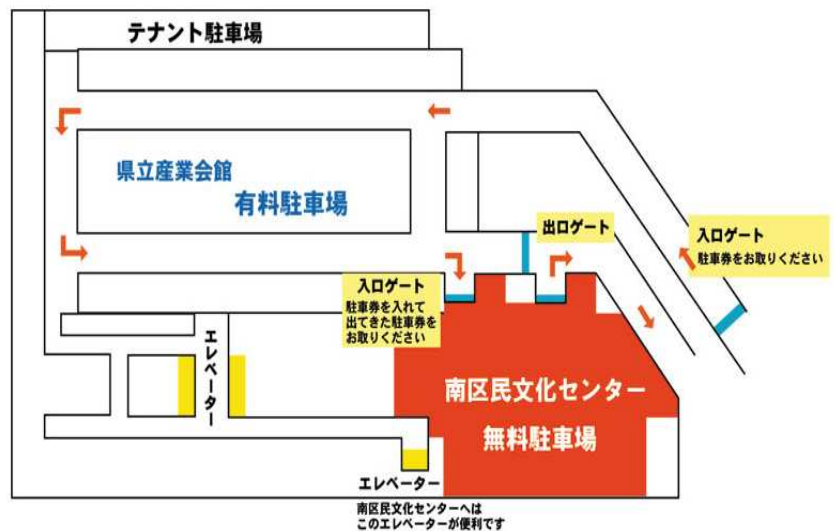 テナント駐車場
県立産業会館
有料駐車場
出口ゲート
入口ゲート
駐車券をお取りください
入口ゲート
駐車券を入れて
出てきた駐車券を
お取りください
エレベーター
南区民文化センター
無料駐車場
エレベーター
南区民文化センターへは
このエレベーターが便利です